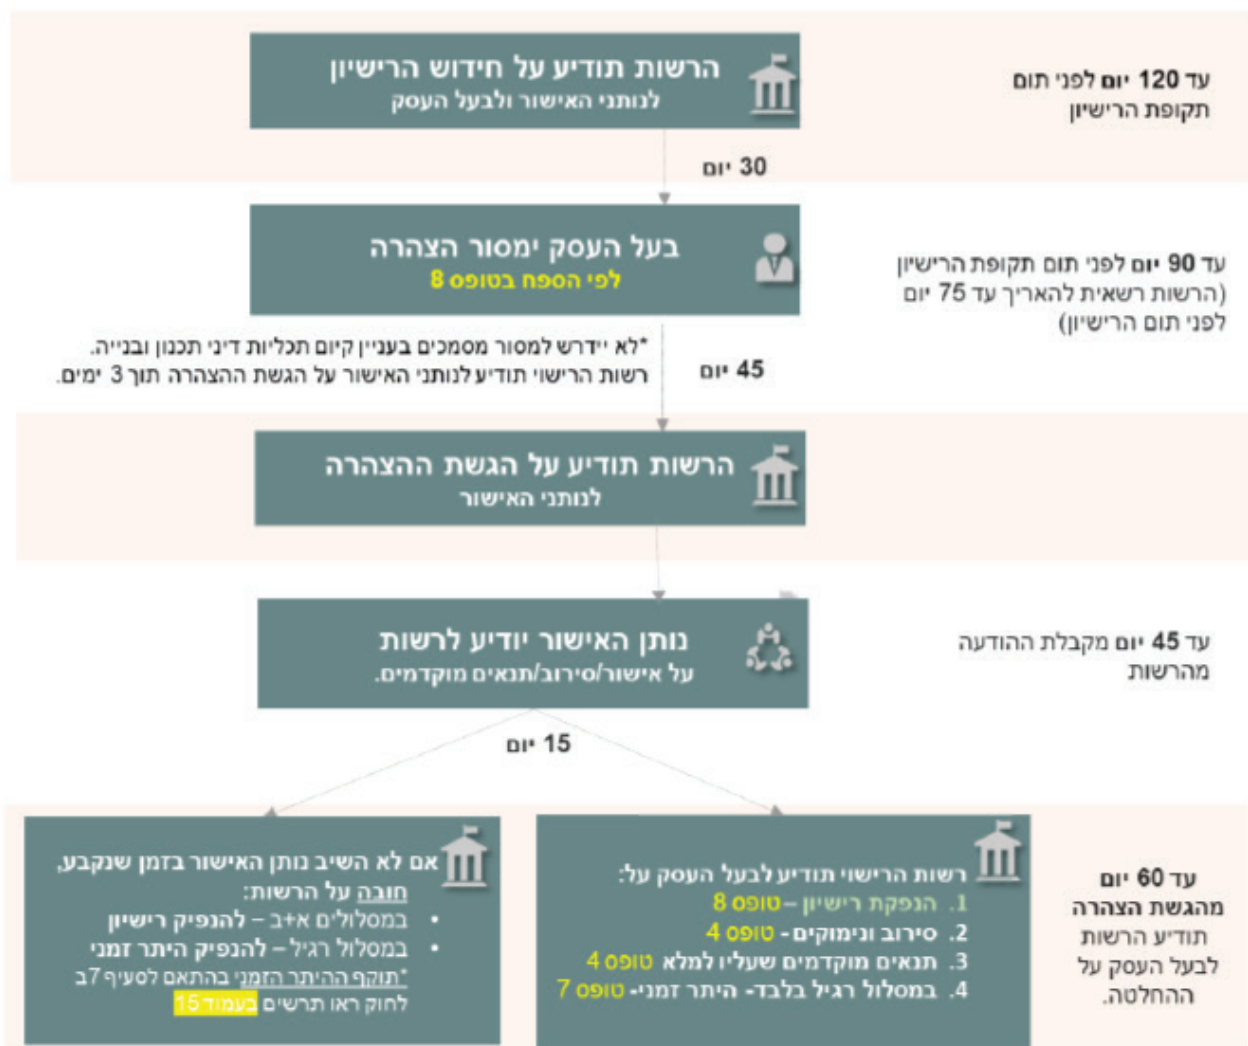 הרשות תודיע על חידוש הרישיון
לנותני האישור ולבעל העסק
עד 120 יום לפני תום
תקופת הרישיון
30 יום
בעל העסק ימסור הצהרה
לפי הספח בטופס 8
עד 90 יום לפני תום תקופת הרישיון
(הרשות רשאית להאריך עד 75 יום
לפני תום הרישיון)
*לא יידרש למסור מסמכים בעניין קיום תכליות דיני תכנון ובנייה.
רשות הרישוי תודיע לנותני האישור על הגשת ההצהרה תוך 3 ימים.
45 יום
הרשות תודיע על הגשת ההצהרה
לנותני האישור
נותן האישור יודיע לרשות
על אישור/סירוב/תנאים מוקדמים.
עד 45 יום מקבלת ההודעה
מהרשות
15 יום
עד 60 יום
מהגשת הצהרה
תודיע הרשות
לבעל העסק על
ההחלטה.
רשות הרישוי תודיע לבעל העסק על:
1. הנפקת רישיון – טופס 8
2. סירוב ונימוקים- טופס 4
3. תנאים מוקדמים שעליו למלא טופס 4
4. במסלול רגיל בלבד- היתר זמני- טופס 7
אם לא השיב נותן האישור בזמן שנקבע,
חובה על הרשות:
• במסלולים א+ב – להנפיק רישיון
• במסלול רגיל – להנפיק היתר זמני
*תוקף ההיתר הזמני בהתאם לסעיף 7ב
לחוק ראו תרשים בעמוד 15